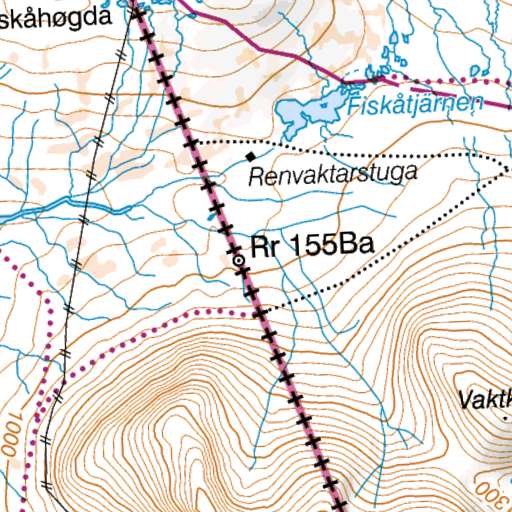 skåhøgda
Fiskåtjärnen
Renvaktarstuga
Rr 155Ba
Vaktk
1000
300